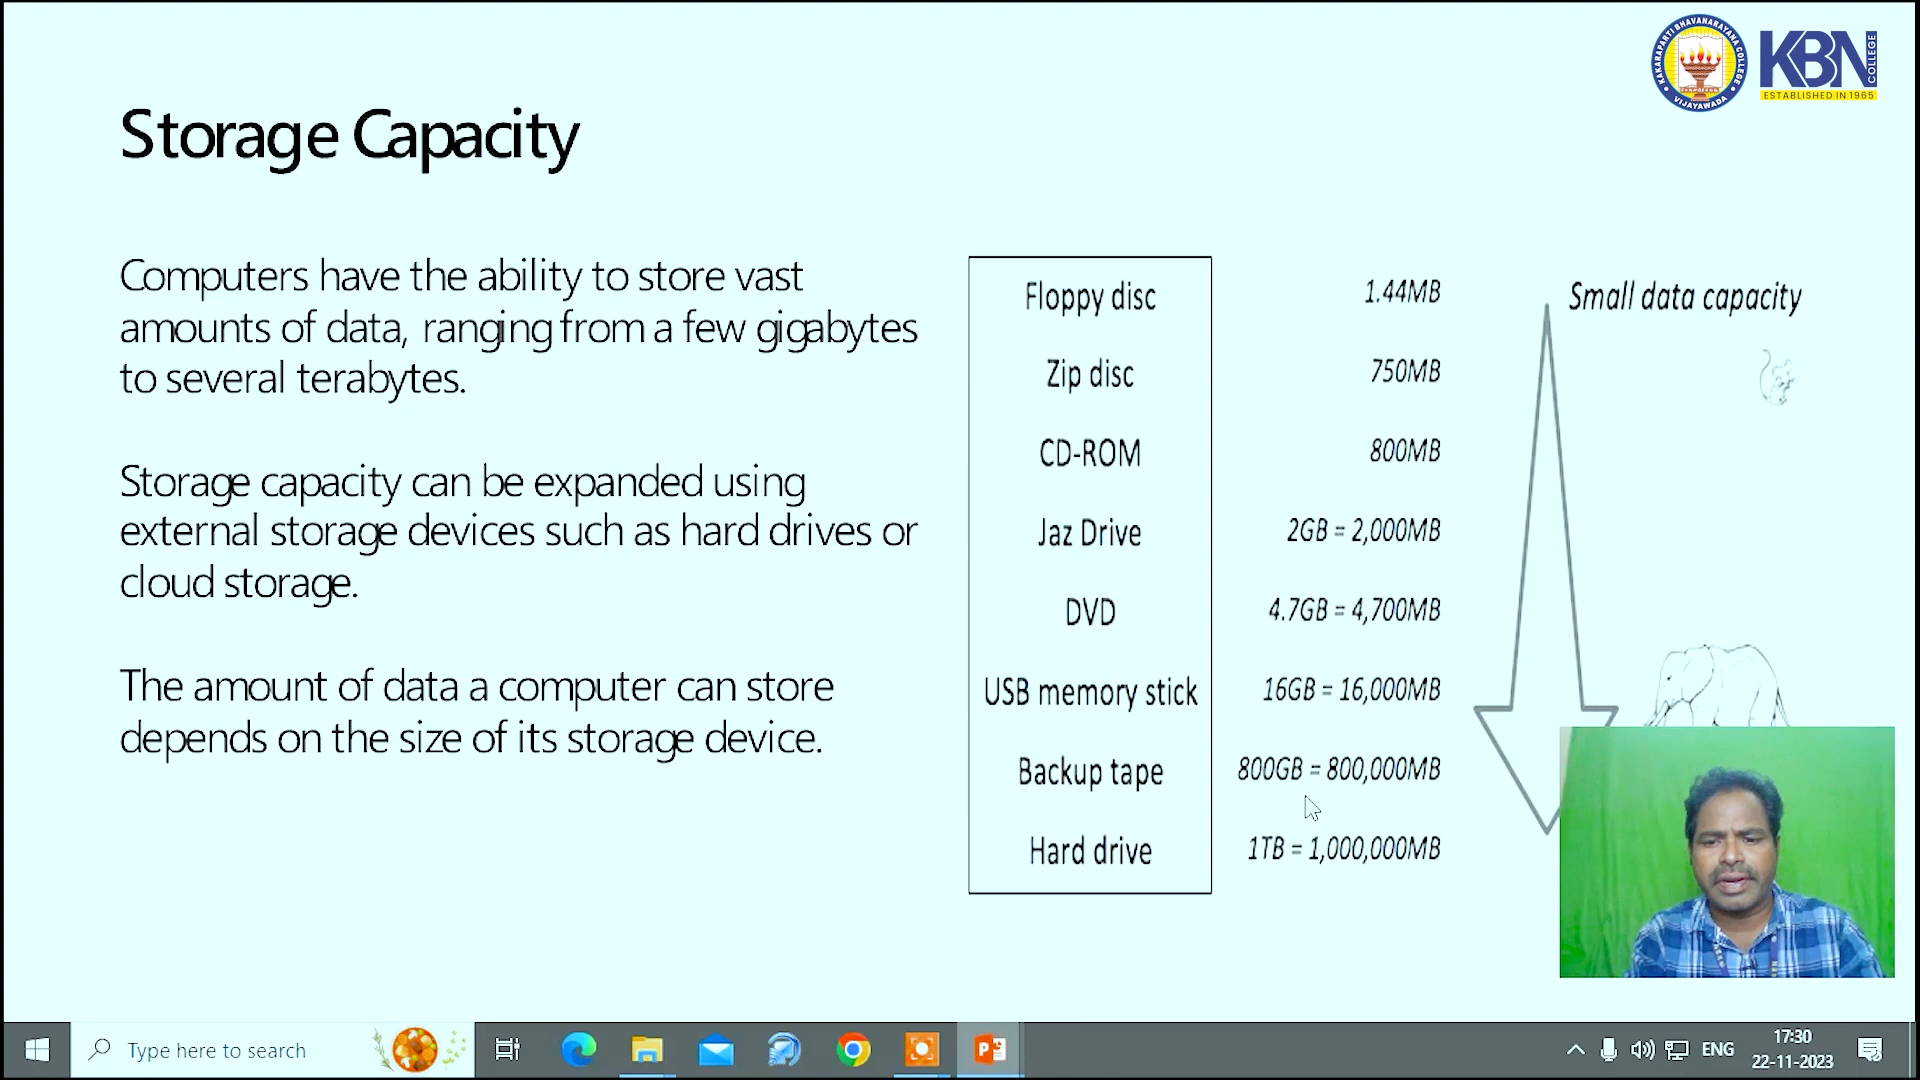 KAKARAPARTI BHAVANARAYANA COLLEGE
VIJAYAWADA
KBN
COLLEGE
ESTABLISHED IN 1965
Storage Capacity
Computers have the ability to store vast
amounts of data, ranging from a few gigabytes
to several terabytes.
Storage capacity can be expanded using
external storage devices such as hard drives or
cloud storage.
The amount of data a computer can store
depends on the size of its storage device.
Floppy disc 1.44MB Small data capacity
Zip disc 750MB
CD-ROM 800MB
Jaz Drive 2GB = 2,000MB
DVD 4.7GB = 4,700MB
USB memory stick 16GB = 16,000MB
Backup tape 800GB = 800,000MB
Hard drive 1TB = 1,000,000MB
Type here to search
ENG
17:30
22-11-2023